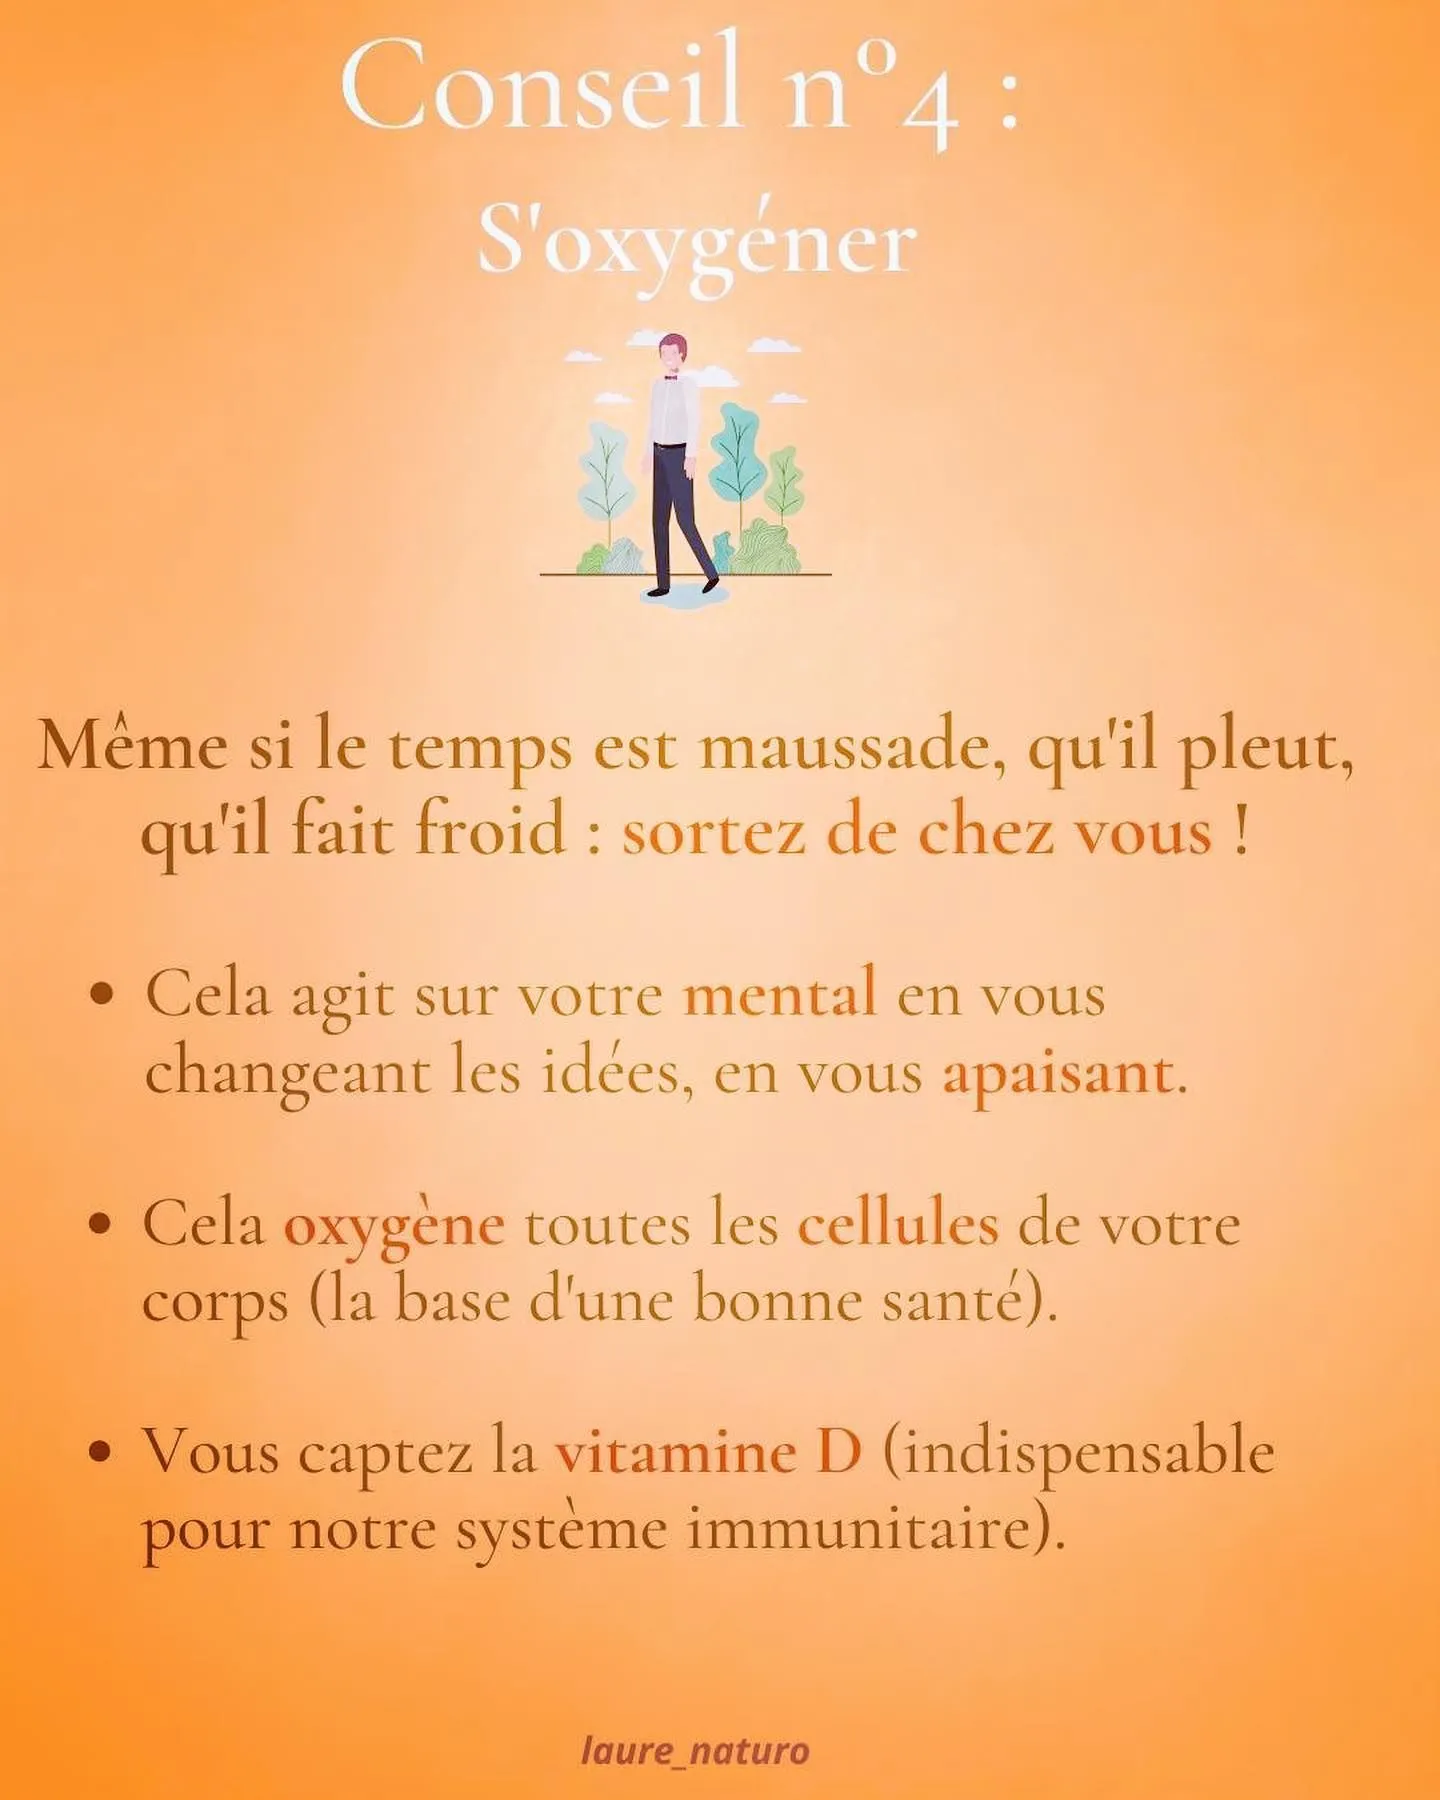 Conseil n°4 :
S'oxygéner
Même si le temps est maussade, qu'il pleut,
qu'il fait froid : sortez de chez vous !
• Cela agit sur votre mental en vous
changeant les idées, en vous apaisant.
• Cela oxygène toutes les cellules de votre
corps (la base d'une bonne santé).
• Vous captez la vitamine D (indispensable
pour notre système immunitaire).
laure_naturo